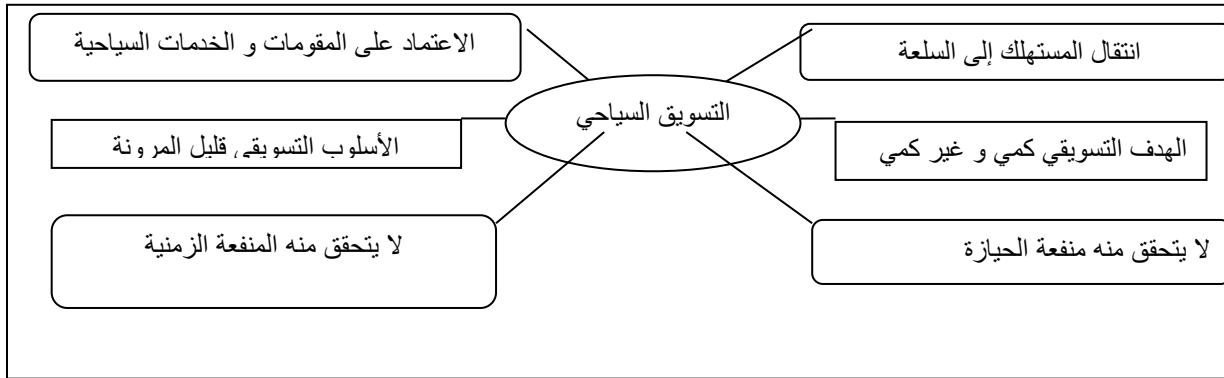 انتقال المستهلك إلى السلعة
الاعتماد على المقومات و الخدمات السياحية
التسويق السياحي
الهدف التسويقي كمي و غير كمي
الأسلوب التسويقي قليل المرونة
لا يتحقق منه منفعة الحيازة
لا يتحقق منه المنفعة الزمنية